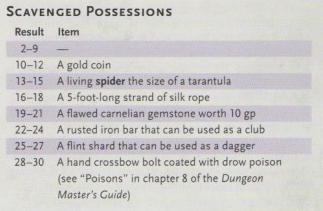 SCAVENGED POSSESSIONS
Result Item
2–9 —
10–12 A gold coin
13–15 A living spider the size of a tarantula
16–18 A 5-foot-long strand of silk rope
19–21 A flawed carnelian gemstone worth 10 gp
22–24 A rusted iron bar that can be used as a club
25–27 A flint shard that can be used as a dagger
28–30 A hand crossbow bolt coated with drow poison
(see “Poisons” in chapter 8 of the Dungeon
Master's Guide)